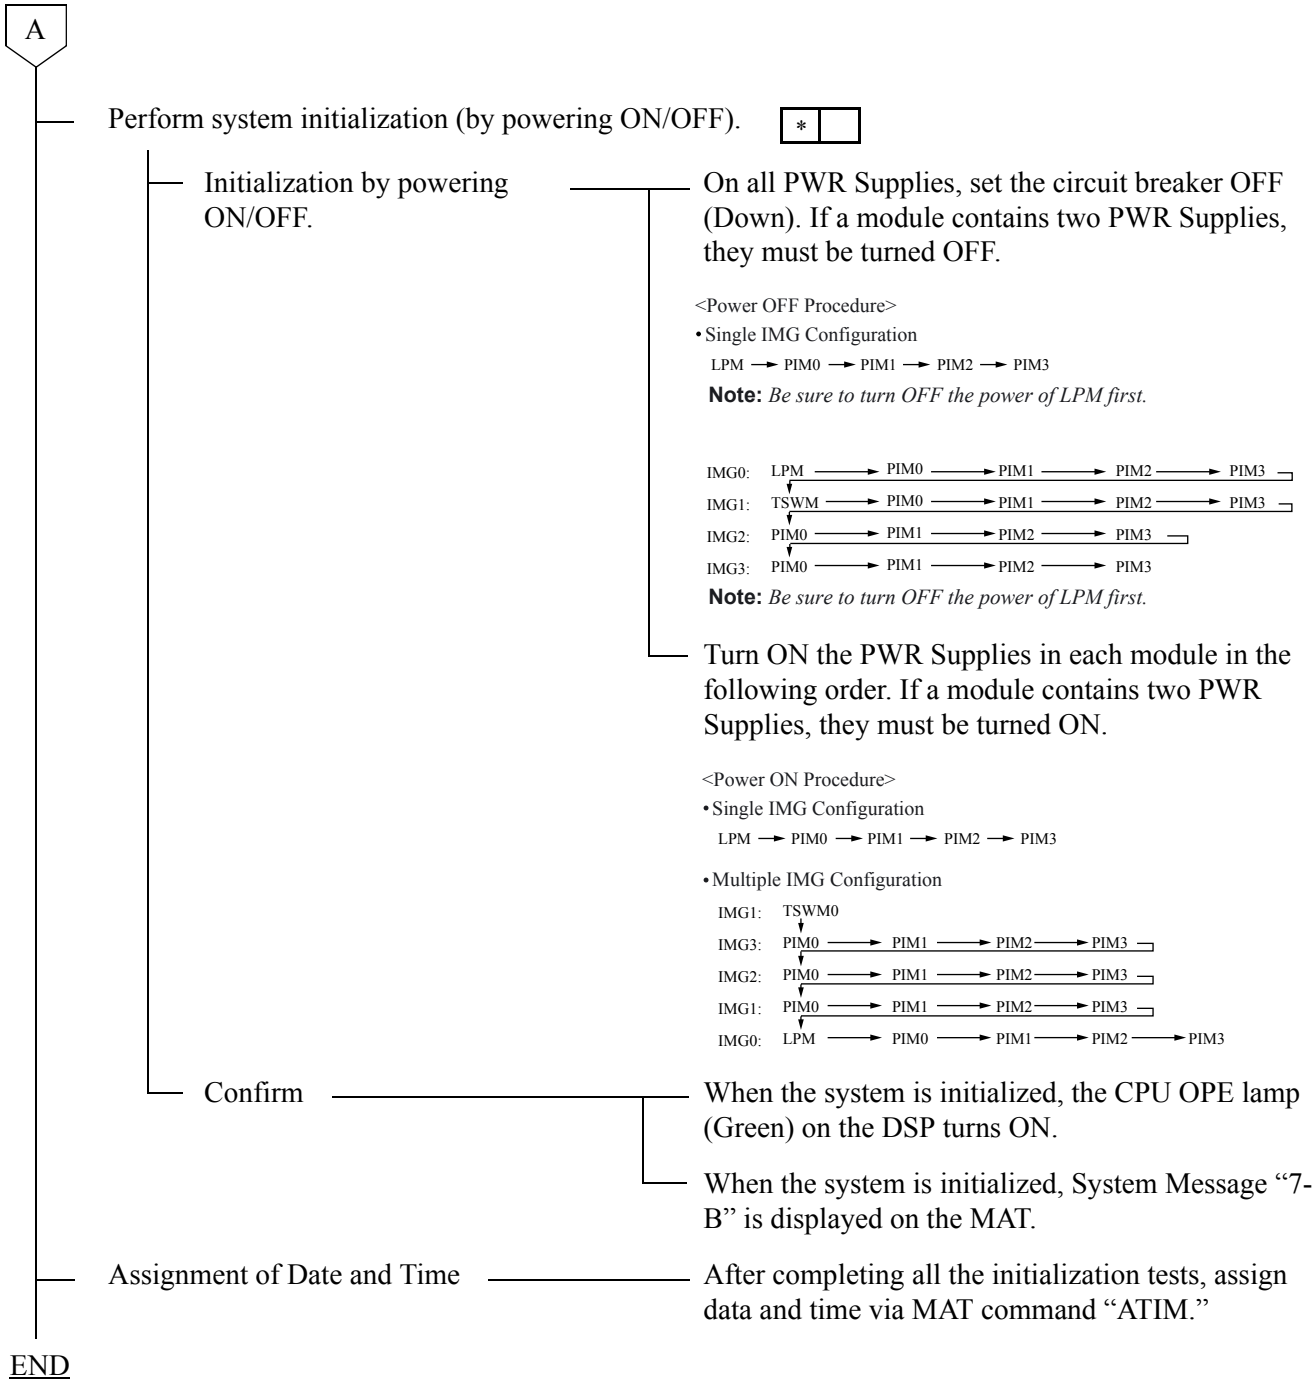 A
Perform system initialization (by powering ON/OFF). *
Initialization by powering
ON/OFF.
On all PWR Supplies, set the circuit breaker OFF
(Down). If a module contains two PWR Supplies,
they must be turned OFF.
<Power OFF Procedure>
• Single IMG Configuration
LPM PIM0 PIM1 PIM2 PIM3
Note: Be sure to turn OFF the power of LPM first.
IMG0: LPM PIM0 PIM1 PIM2 PIM3
IMG1: TSWM PIM0 PIM1 PIM2 PIM3
IMG2: PIM0 PIM1 PIM2 PIM3
IMG3: PIM0 PIM1 PIM2 PIM3
Note: Be sure to turn OFF the power of LPM first.
Turn ON the PWR Supplies in each module in the
following order. If a module contains two PWR
Supplies, they must be turned ON.
<Power ON Procedure>
• Single IMG Configuration
LPM PIM0 PIM1 PIM2 PIM3
• Multiple IMG Configuration
IMG1: TSWM0
IMG3: PIM0 PIM1 PIM2 PIM3
IMG2: PIM0 PIM1 PIM2 PIM3
IMG1: PIM0 PIM1 PIM2 PIM3
IMG0: LPM PIM0 PIM1 PIM2 PIM3
Confirm
When the system is initialized, the CPU OPE lamp
(Green) on the DSP turns ON.
When the system is initialized, System Message “7-
B” is displayed on the MAT.
Assignment of Date and Time
After completing all the initialization tests, assign
data and time via MAT command “ATIM.”
END